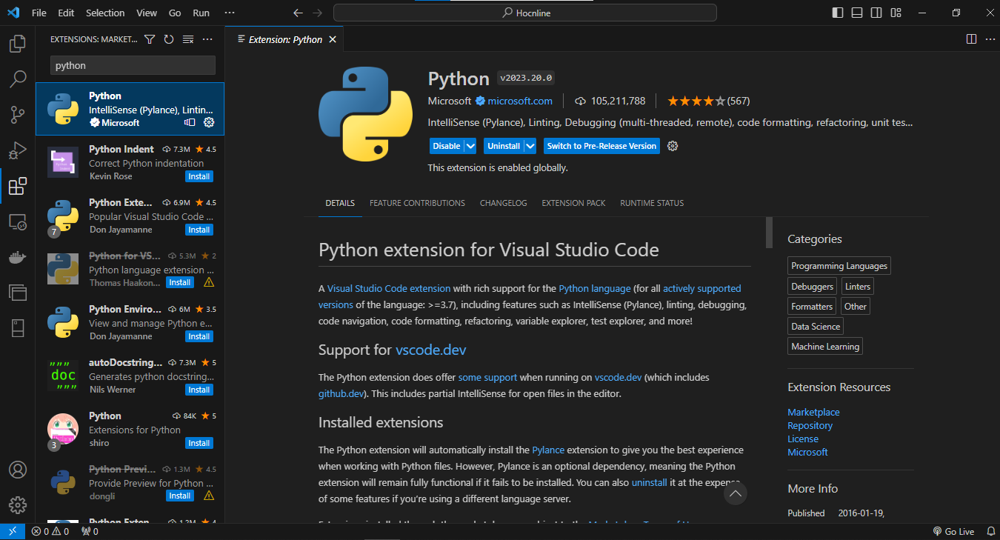 File Edit Selection View Go Run ···
Hocnline
EXTENSIONS: MARKET...
python
Python
IntelliSense (Pylance), Lintin...
Microsoft
Python Indent 7.3M 4.5
Correct Python indentation
Kevin Rose Install
Python Exte... 6.9M 4.5
Popular Visual Studio Code ...
Don Jayamanne Install
7
Python for VS... 5.3M 2
Python language extension ...
Thomas Haakon... Install
Python Enviro... 6M 3.5
View and manage Python e...
Don Jayamanne Install
""" 
doc
"""
autoDocstring... 7.3M 5
Generates python docstring...
Nils Werner Install
Python 84K 5
Extensions for Python
shiro Install
3
Python Previ... 1.3M 4.5
Provide Preview for Python ...
dongli Install
Python Exten... 1.2M 4
Extension: Python
Python v2023.20.0
Microsoft microsoft.com 105,211,788 (567)
IntelliSense (Pylance), Linting, Debugging (multi-threaded, remote), code formatting, refactoring, unit tes...
Disable Uninstall Switch to Pre-Release Version
This extension is enabled globally.
DETAILS FEATURE CONTRIBUTIONS CHANGELOG EXTENSION PACK RUNTIME STATUS
Python extension for Visual Studio Code
A Visual Studio Code extension with rich support for the Python language (for all actively supported
versions of the language: >=3.7), including features such as IntelliSense (Pylance), linting, debugging,
code navigation, code formatting, refactoring, variable explorer, test explorer, and more!
Support for vscode.dev
The Python extension does offer some support when running on vscode.dev (which includes
github.dev). This includes partial IntelliSense for open files in the editor.
Installed extensions
The Python extension will automatically install the Pylance extension to give you the best experience
when working with Python files. However, Pylance is an optional dependency, meaning the Python
extension will remain fully functional if it fails to be installed. You can also uninstall it at the expense
of some features if you're using a different language server.
Categories
Programming Languages
Debuggers Linters
Formatters Other
Data Science
Machine Learning
Extension Resources
Marketplace
Repository
License
Microsoft
More Info
Published 2016-01-19,
0 0 0 Go Live